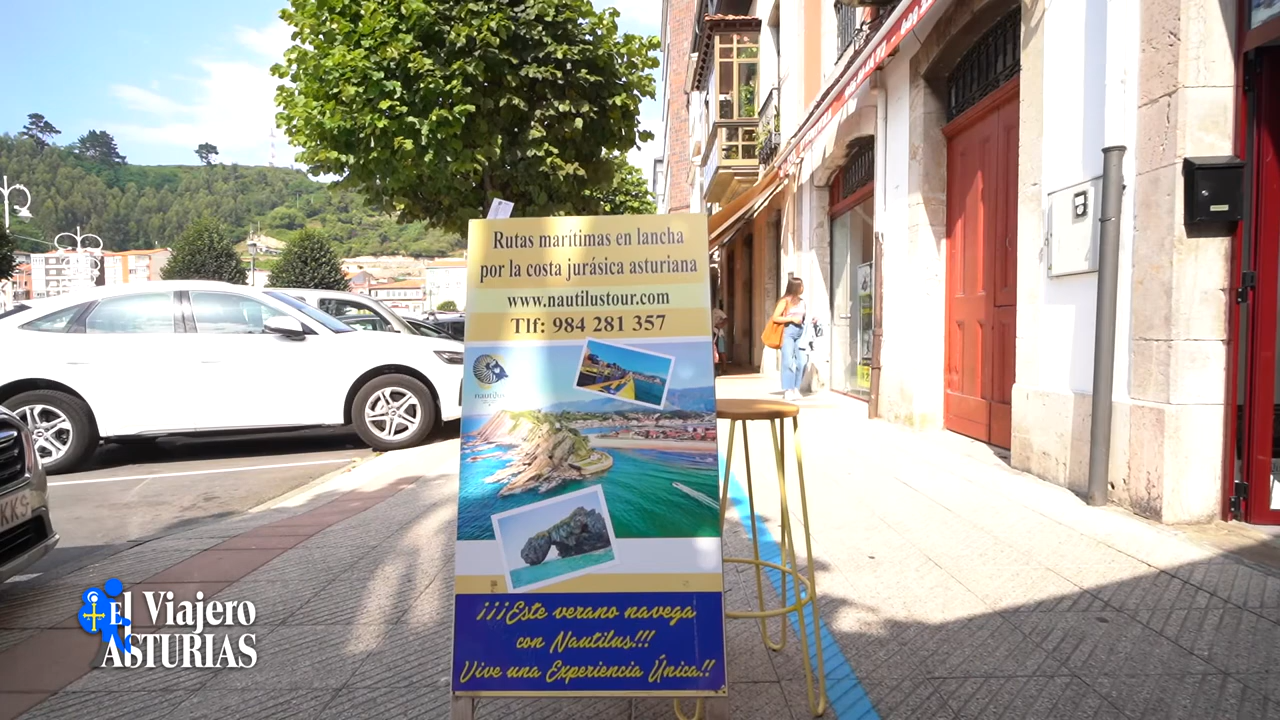 Rutas marítimas en lancha
por la costa jurásica asturiana
www.nautilustour.com
Tlf: 984 281 357
nautilus
¡¡¡Este verano navega
con Nautilus!!!
Vive una Experiencia Única!!
El Viajero
ASTURIAS